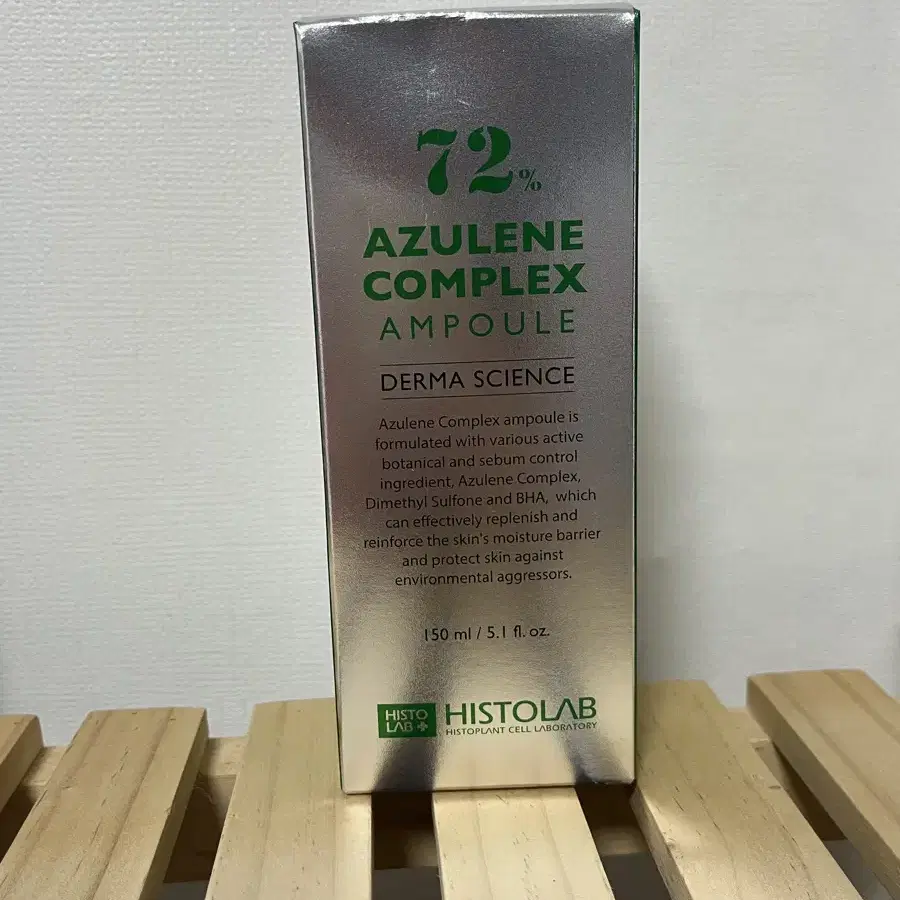 72%
AZULENE
COMPLEX
AMPOULE
DERMA SCIENCE
Azulene Complex ampoule is
formulated with various active
botanical and sebum control
ingredient, Azulene Complex,
Dimethyl Sulfone and BHA, which
can effectively replenish and
reinforce the skin's moisture barrier
and protect skin against
environmental aggressors.
150 ml / 5.1 fl. oz.
HISTO
LAB
HISTOLAB
HISTOPLANT CELL LABORATORY